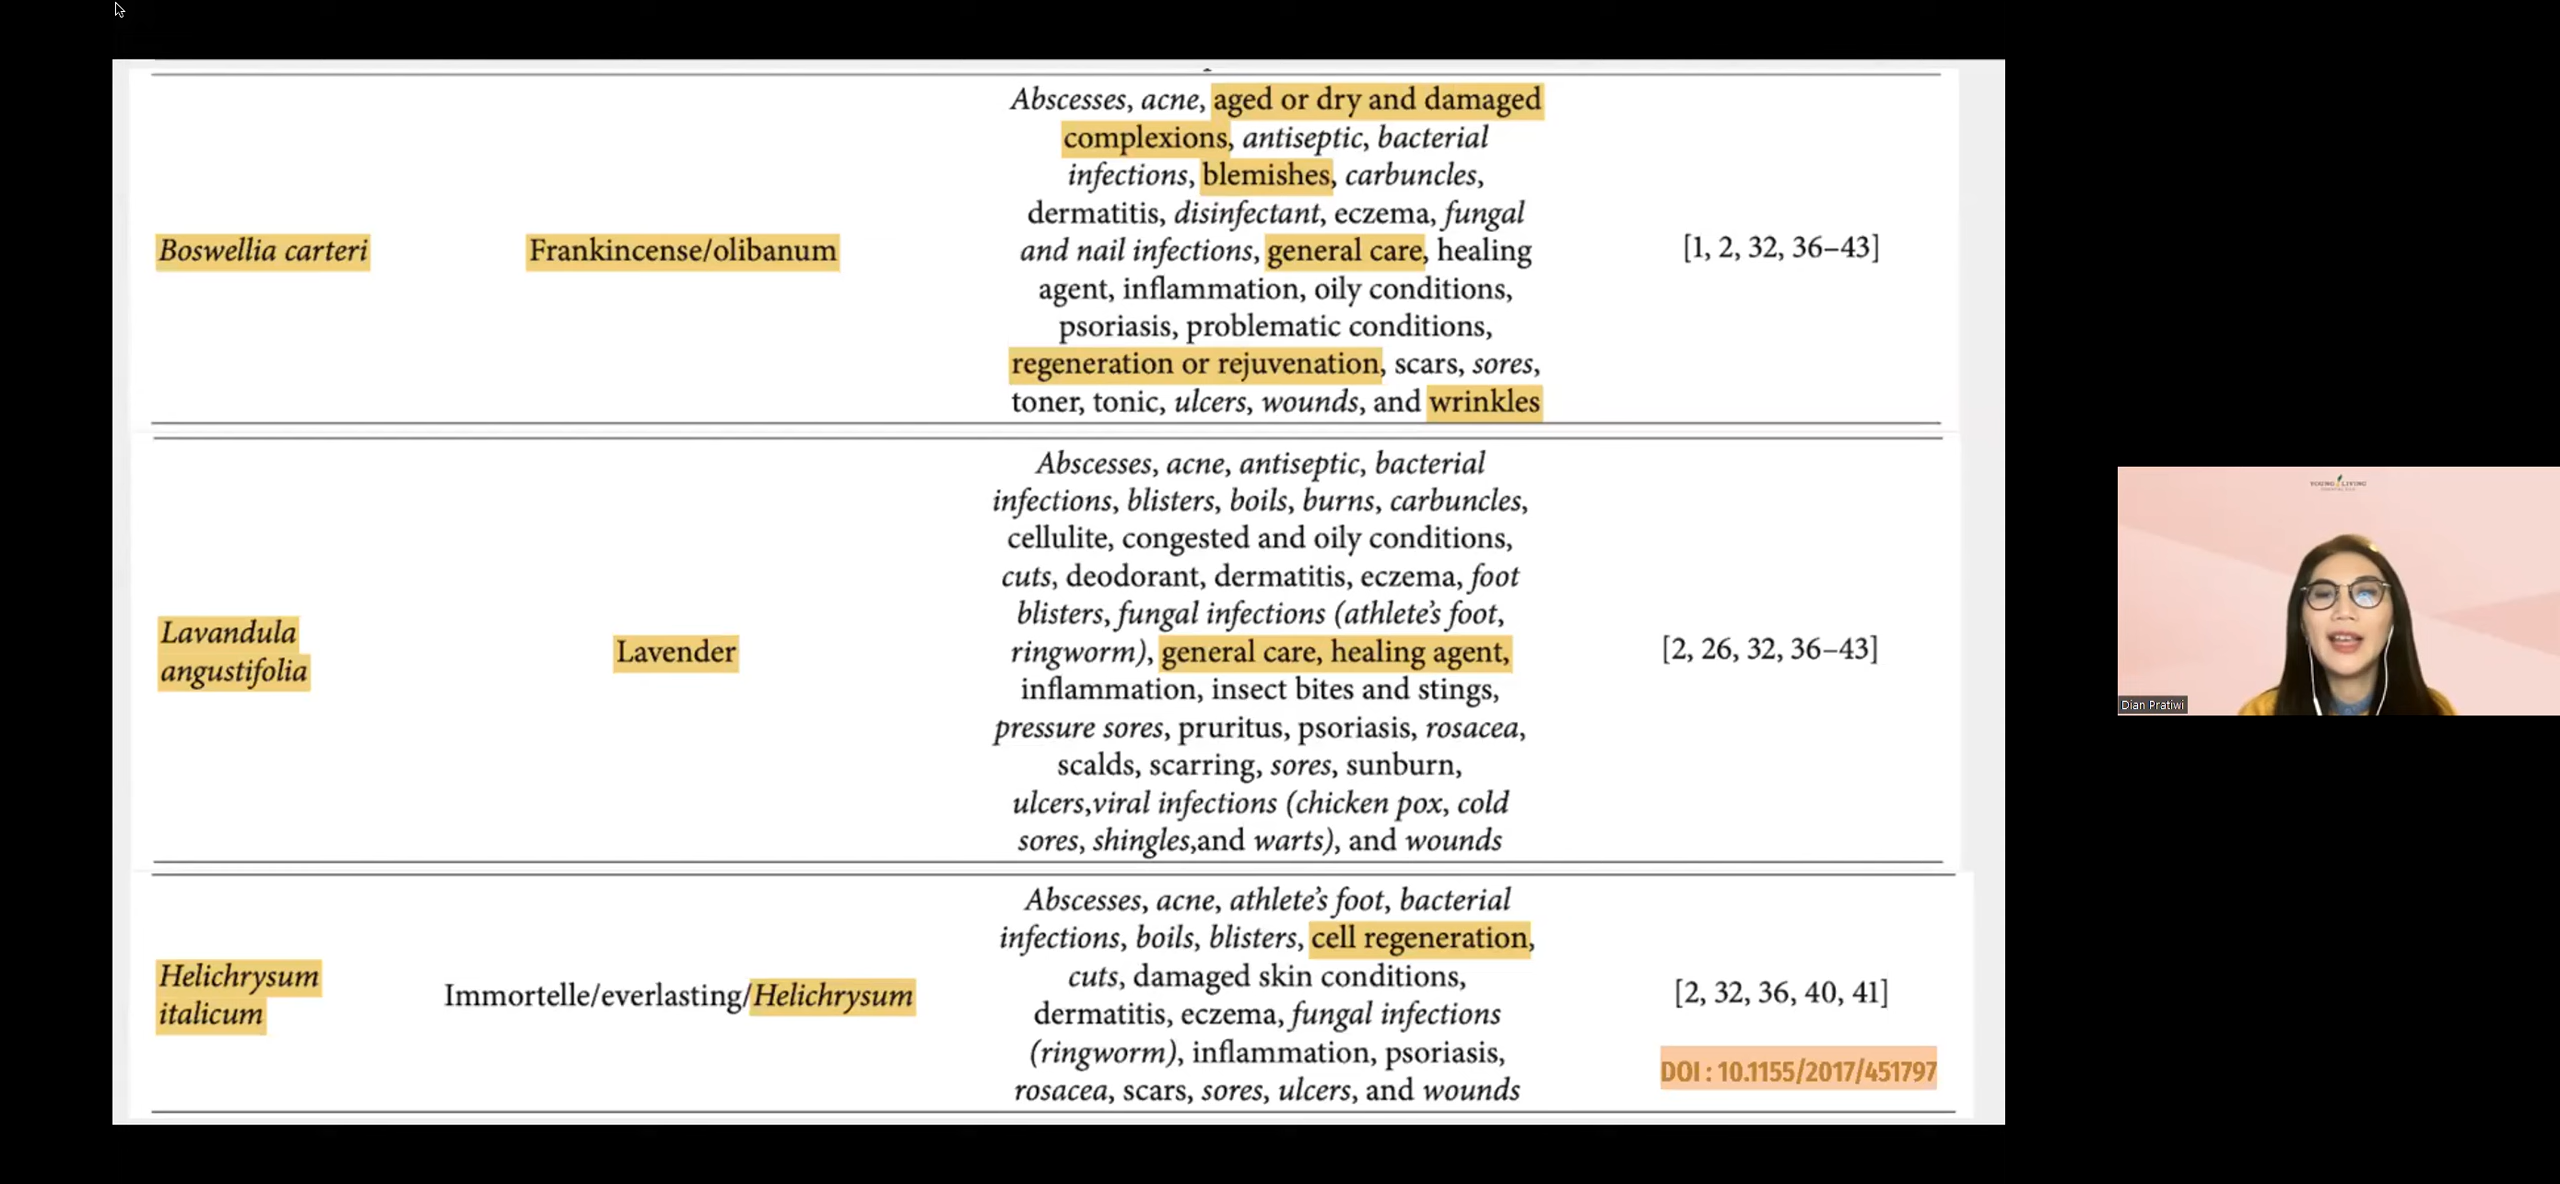 Abscesses, acne, aged or dry and damaged
complexions, antiseptic, bacterial
infections, blemishes, carbuncles,
dermatitis, disinfectant, eczema, fungal
Boswellia carteri Frankincense/olibanum and nail infections, general care, healing [1, 2, 32, 36–43]
agent, inflammation, oily conditions,
psoriasis, problematic conditions,
regeneration or rejuvenation, scars, sores,
toner, tonic, ulcers, wounds, and wrinkles
Abscesses, acne, antiseptic, bacterial
infections, blisters, boils, burns, carbuncles,
cellulite, congested and oily conditions,
cuts, deodorant, dermatitis, eczema, foot
blisters, fungal infections (athlete's foot,
Lavandula
angustifolia
Lavender
ringworm), general care, healing agent, [2, 26, 32, 36–43]
inflammation, insect bites and stings,
pressure sores, pruritus, psoriasis, rosacea,
scalds, scarring, sores, sunburn,
ulcers,viral infections (chicken pox, cold
sores, shingles,and warts), and wounds
Abscesses, acne, athlete's foot, bacterial
infections, boils, blisters, cell regeneration,
Helichrysum
italicum
Immortelle/everlasting/Helichrysum
cuts, damaged skin conditions, [2, 32, 36, 40, 41]
dermatitis, eczema, fungal infections
(ringworm), inflammation, psoriasis,
rosacea, scars, sores, ulcers, and wounds
DOI : 10.1155/2017/451797
YOUNG LIVING
Dian Pratiwi